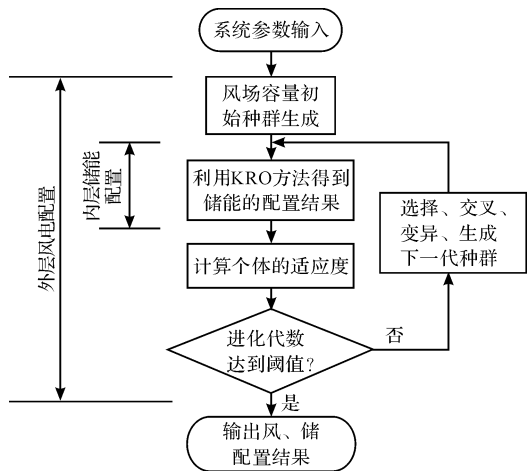 系统参数输入
风场容量初
始种群生成
利用KRO方法得到
储能的配置结果
计算个体的适应度
进化代数
达到阈值?
否
选择、交叉、
变异、生成
下一代种群
是
输出风、储
配置结果
内层储能
配置
外层风电配置